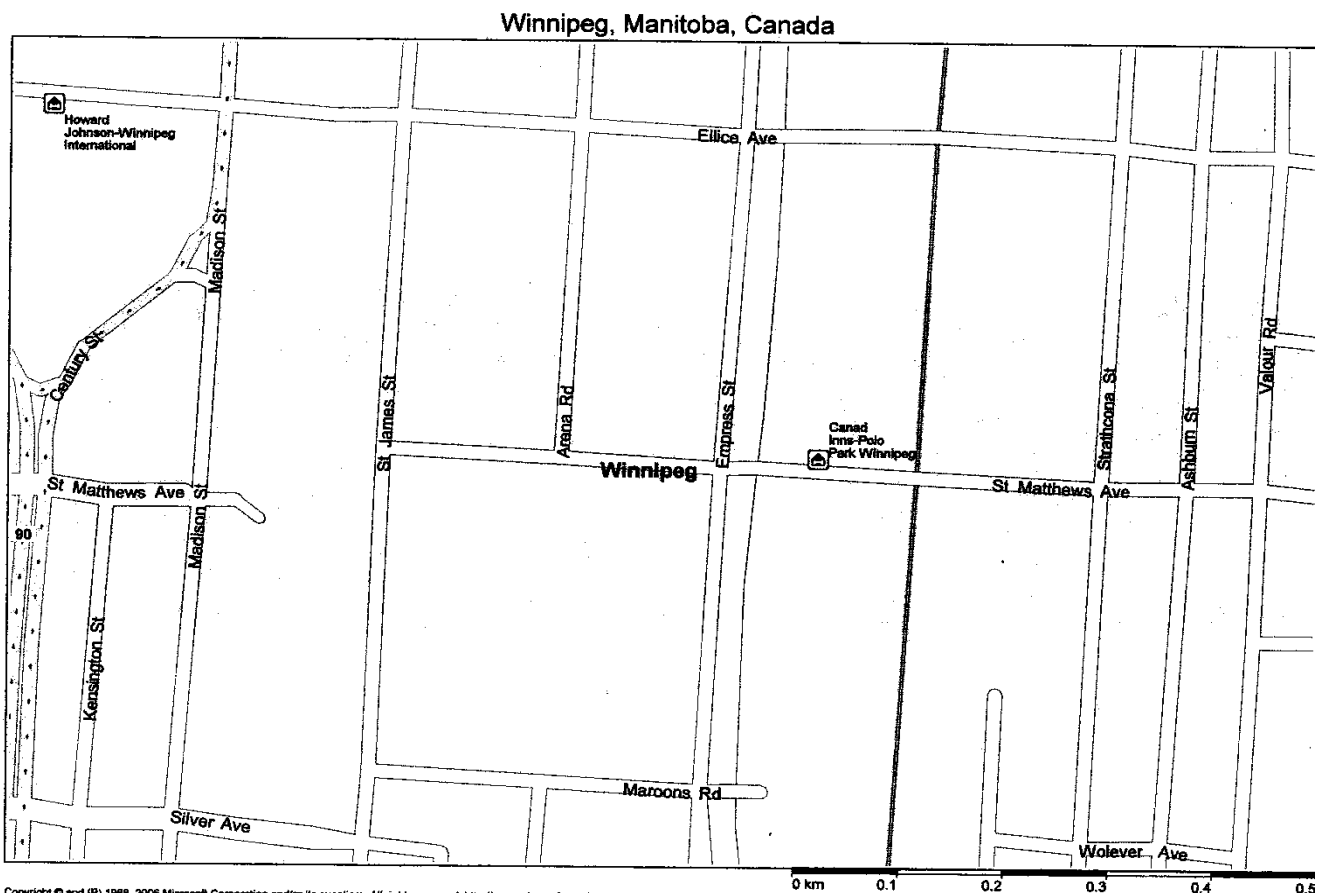 Winnipeg, Manitoba, Canada
Howard
Johnson-Winnipeg
International
Ellice Ave
Madison St
Century St
St James St
Arena Rd
Empress St
Canad
Inns-Polo
Park Winnipeg
Strathcona St
Ashburn St
Valour Rd
Winnipeg
St Matthews Ave
St Matthews Ave
Madison St
90
Kensington St
Maroons Rd
Silver Ave
Wolever Ave
0 km 0.1 0.2 0.3 0.4 0.5
Copyright © and (P) 1988